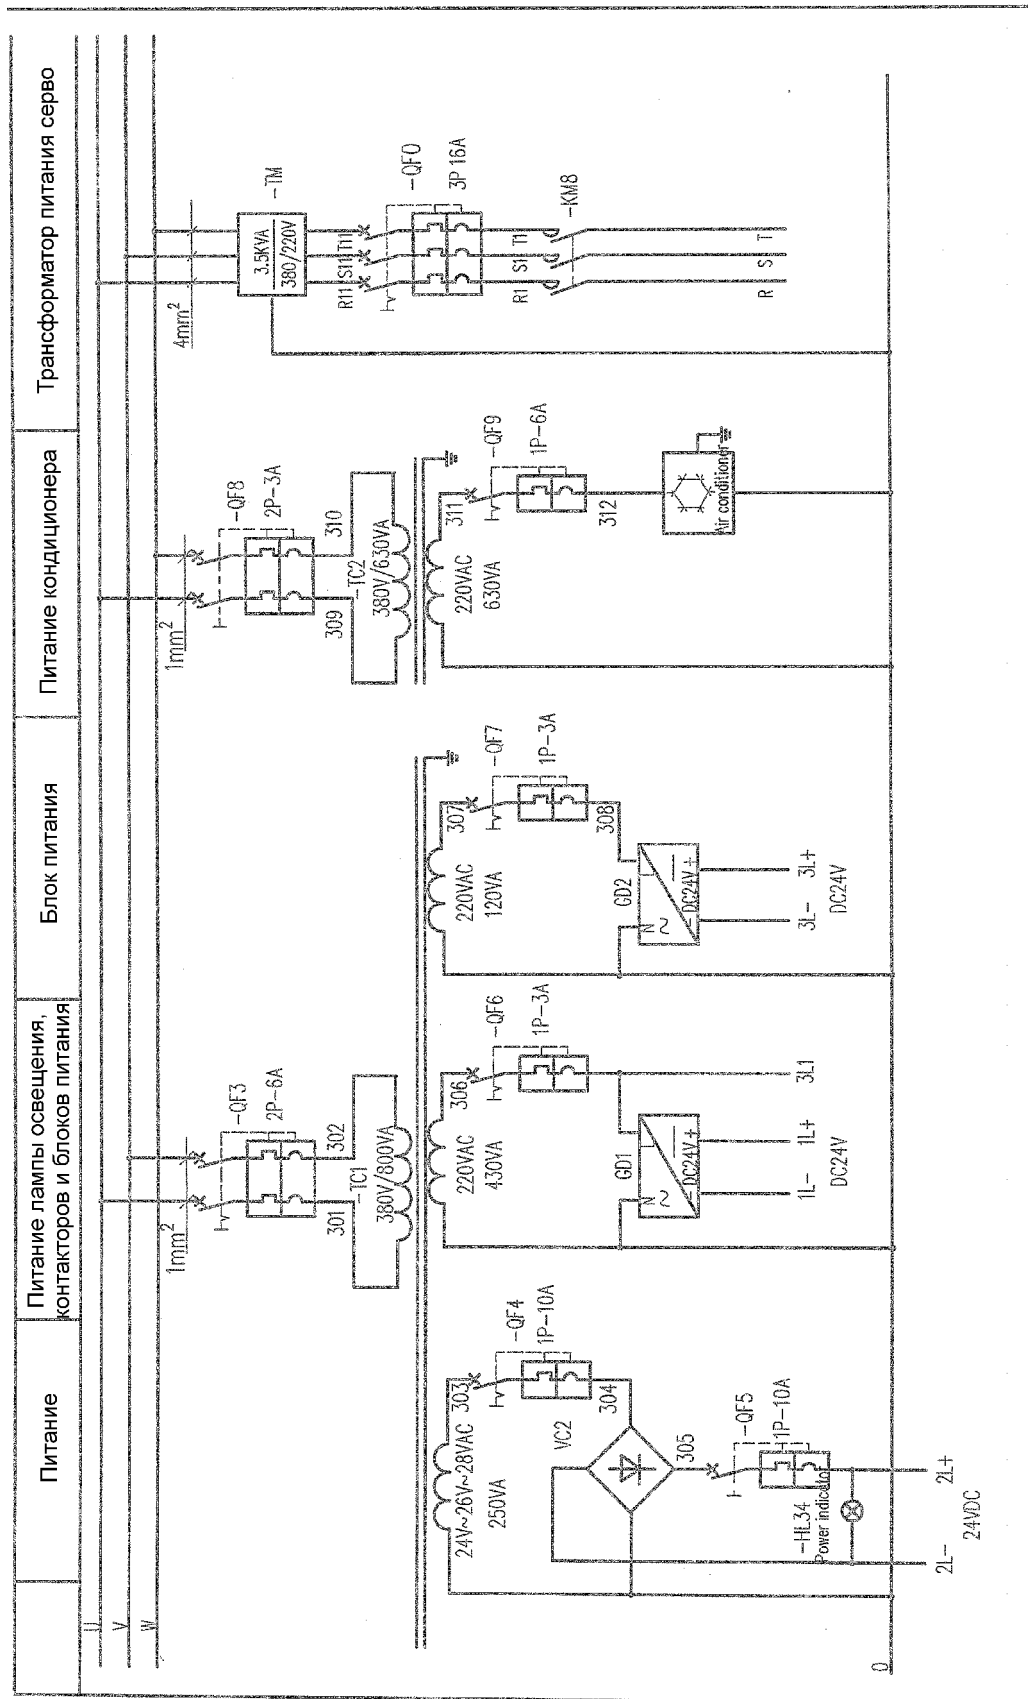 Питание
Питание лампы освещения,
контакторов и блоков питания
Блок питания
Питание кондиционера
Трансформатор питания серво
U
V
W
1mm²
-QF3
2P-6A
301
302
-TC1
380V/800VA
1mm²
-QF8
2P-3A
309
310
-TC2
380V/630VA
4mm²
-TM
3.5KVA
380/220V
R11
S11
T11
-QF0
3P 16A
R1
S1
T1
-KM8
R
S
T
24V~26V~28VAC
250VA
303
-QF4
1P-10A
304
VC2
305
-QF5
1P-10A
-HL34
Power indicator
2L-
2L+
24VDC
220VAC
430VA
306
-QF6
1P-3A
GD1
N
L
~
- DC24V +
1L-
1L+
3L1
DC24V
220VAC
120VA
307
-QF7
1P-3A
308
GD2
N
L
~
- DC24V +
3L-
3L+
DC24V
220VAC
630VA
311
-QF9
1P-6A
312
Air conditioner
0